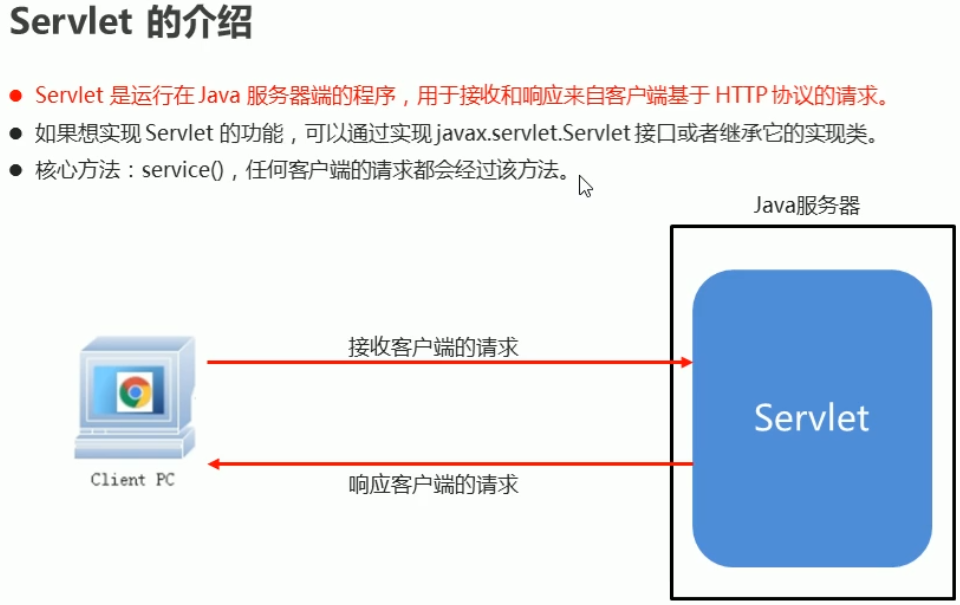 Servlet 的介绍
Servlet 是运行在 Java 服务器端的程序，用于接收和响应来自客户端基于 HTTP 协议的请求。
如果想实现 Servlet 的功能，可以通过实现 javax.servlet.Servlet 接口或者继承它的实现类。
核心方法：service()，任何客户端的请求都会经过该方法。
Java服务器
接收客户端的请求
Servlet
Client PC
响应客户端的请求